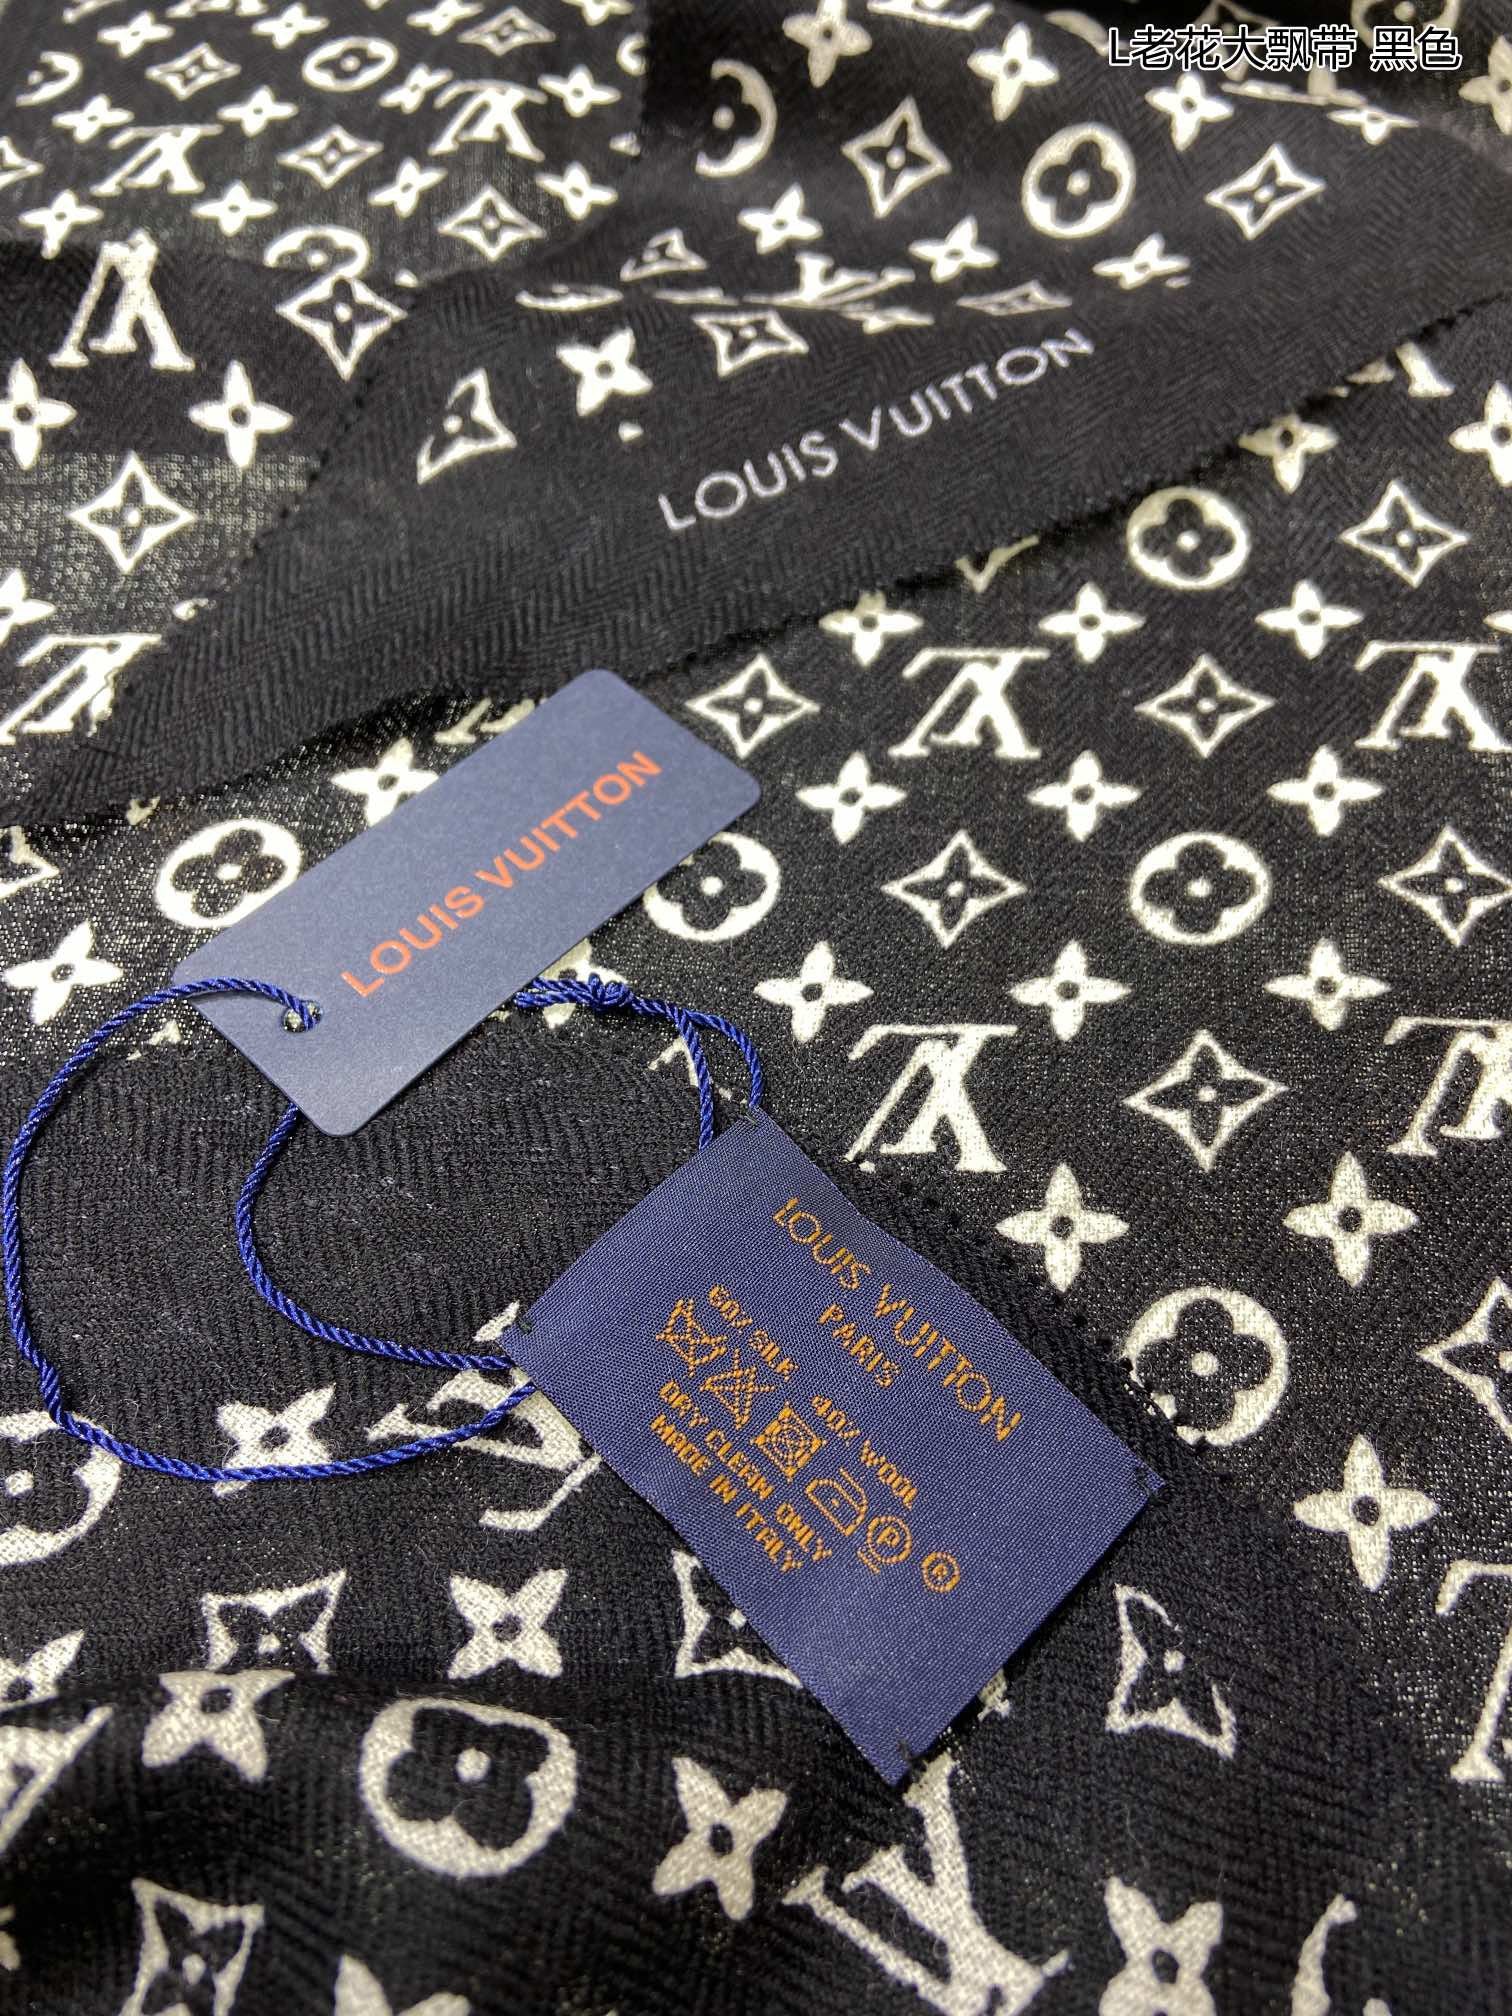 L老花大飘带 黑色
LOUIS VUITTON
LOUIS VUITTON
LOUIS VUITTON
PARIS
60% SILK 40% WOOL
P
DRY CLEAN ONLY ®
MADE IN ITALY